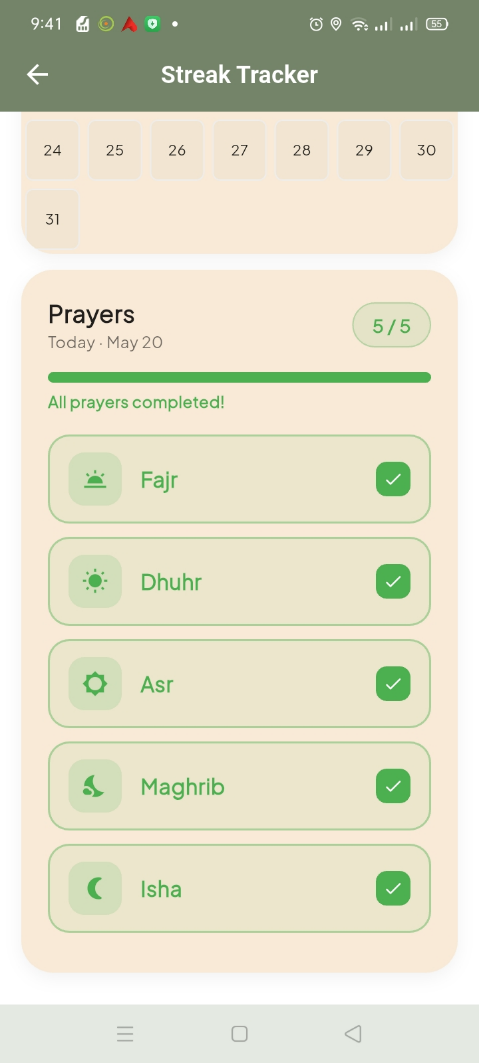 9:41
55
Streak Tracker
24 25 26 27 28 29 30
31
Prayers
5 / 5
Today · May 20
All prayers completed!
Fajr
Dhuhr
Asr
Maghrib
Isha